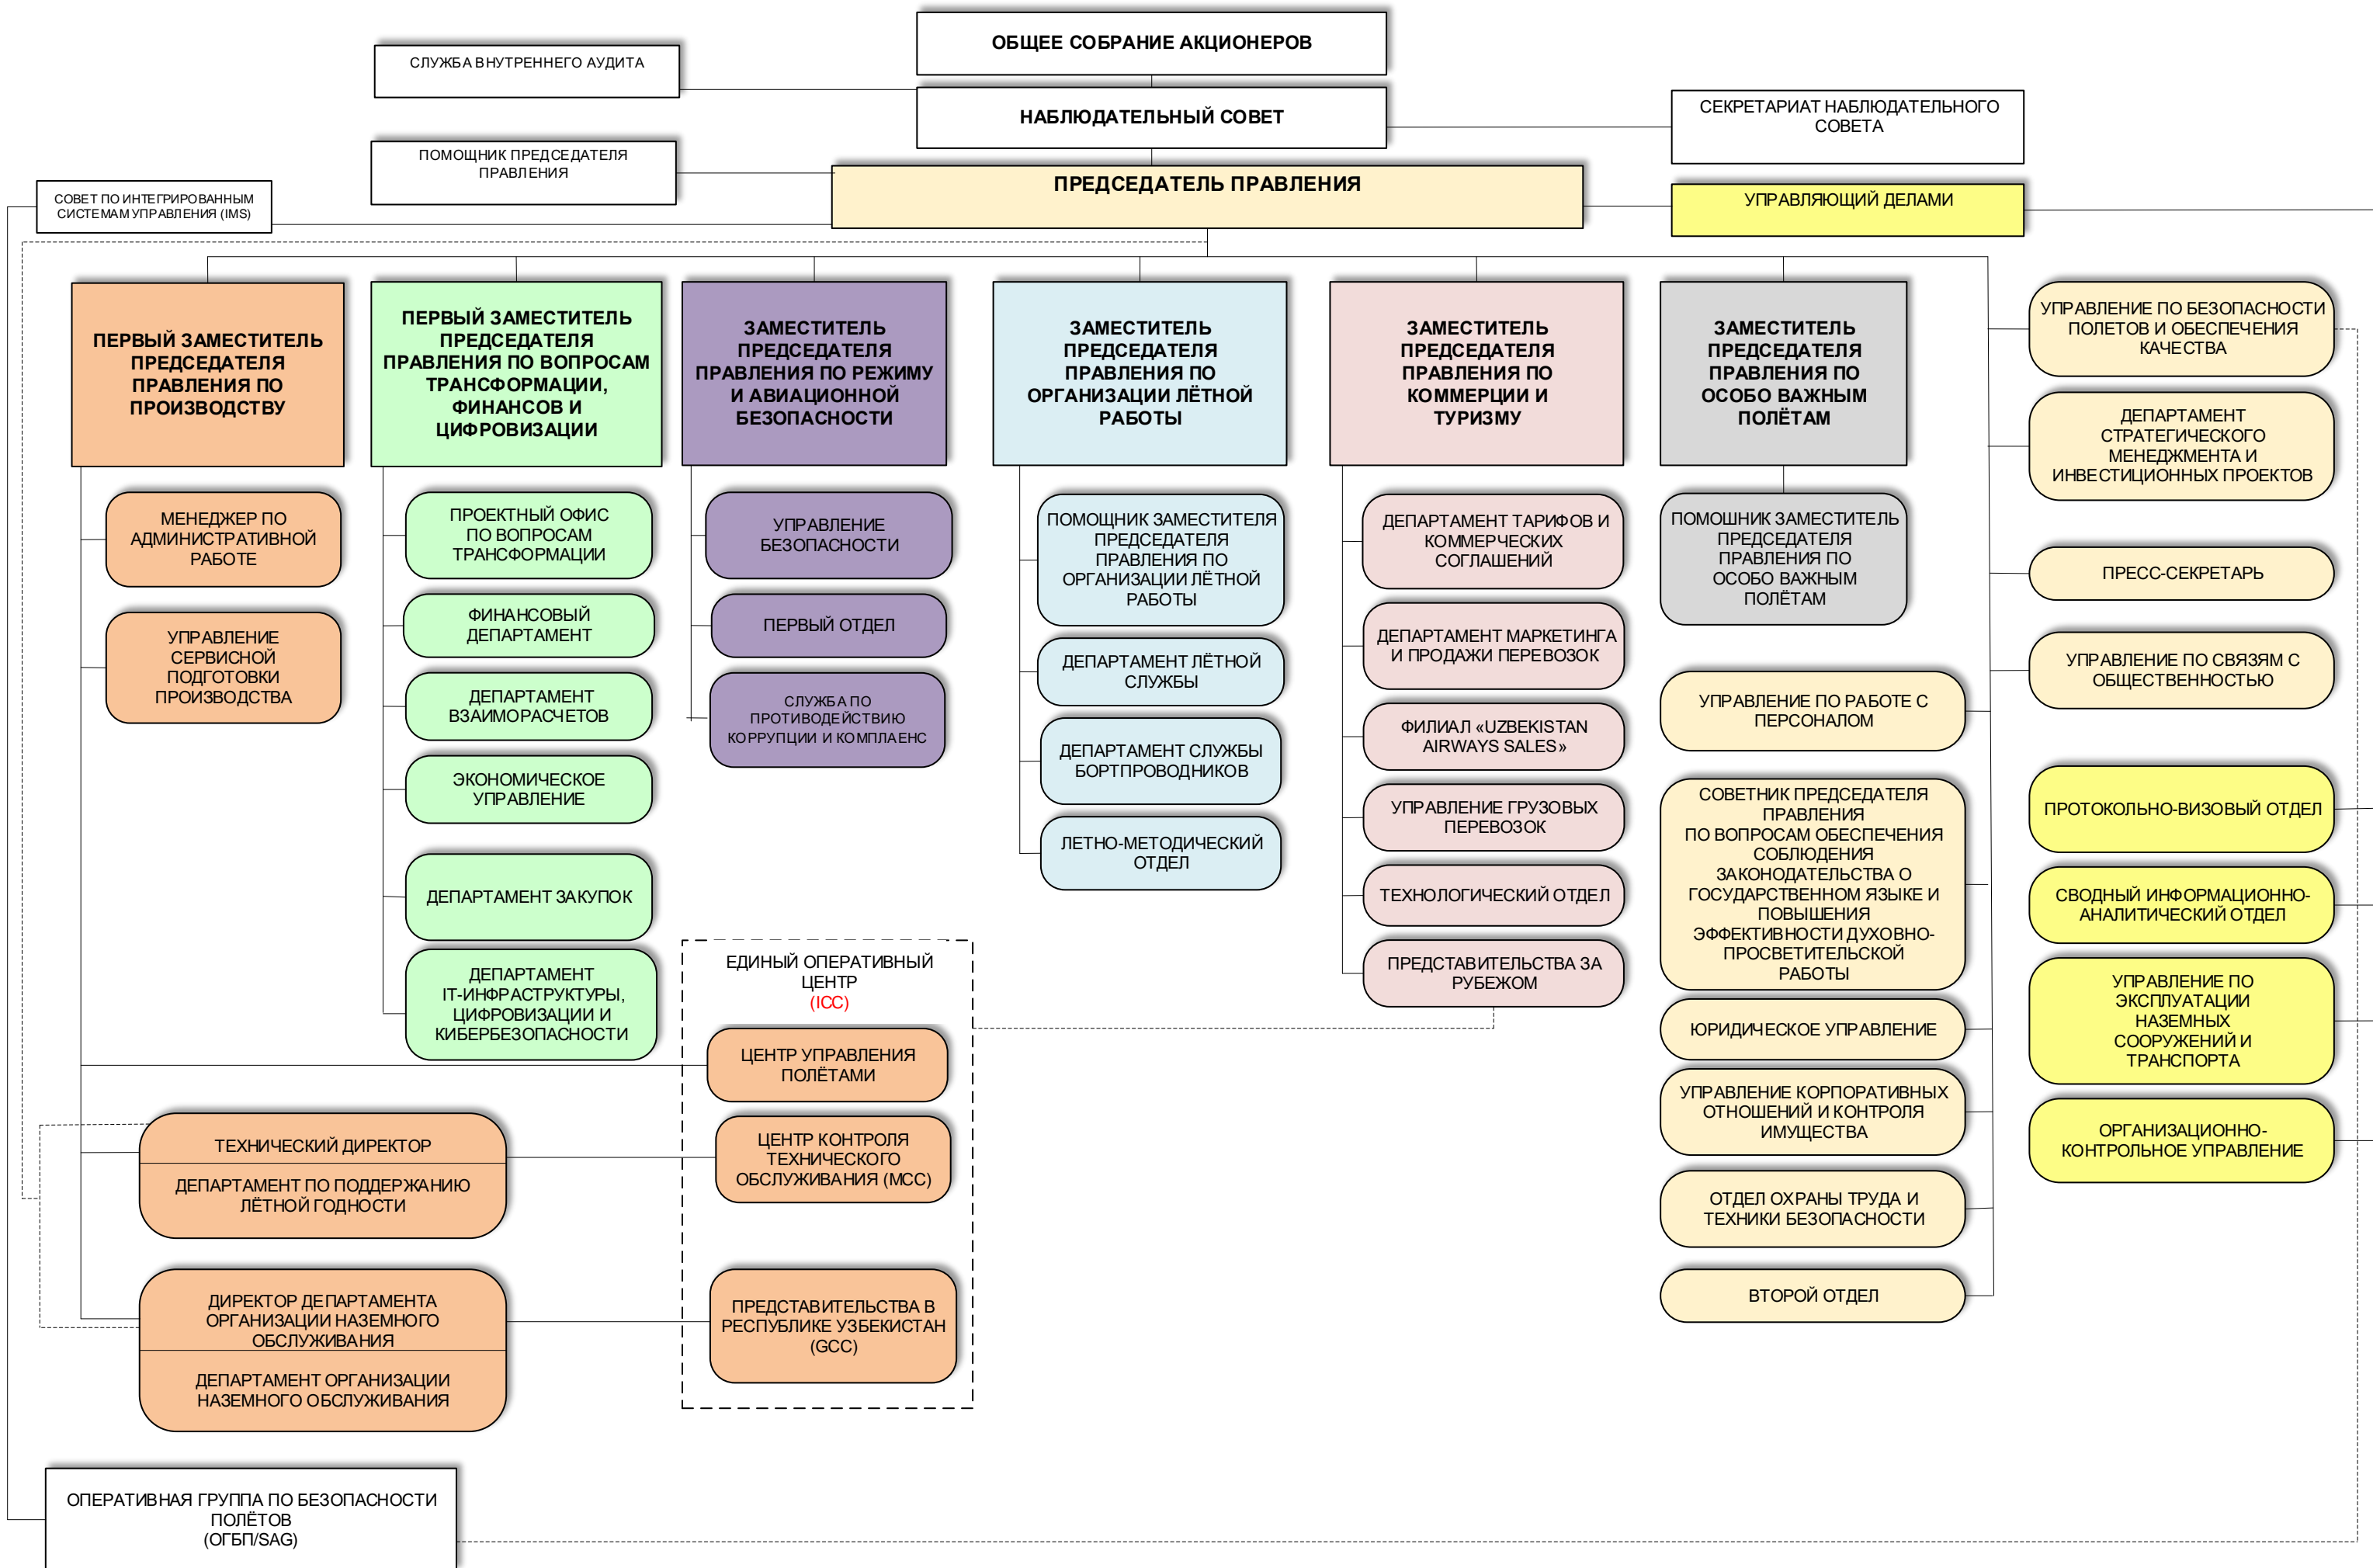 ОБЩЕЕ СОБРАНИЕ АКЦИОНЕРОВ
СЛУЖБА ВНУТРЕННЕГО АУДИТА
НАБЛЮДАТЕЛЬНЫЙ СОВЕТ
СЕКРЕТАРИАТ НАБЛЮДАТЕЛЬНОГО
СОВЕТА
ПОМОЩНИК ПРЕДСЕДАТЕЛЯ
ПРАВЛЕНИЯ
ПРЕДСЕДАТЕЛЬ ПРАВЛЕНИЯ
СОВЕТ ПО ИНТЕГРИРОВАННЫМ
СИСТЕМАМ УПРАВЛЕНИЯ (IMS)
УПРАВЛЯЮЩИЙ ДЕЛАМИ
ПЕРВЫЙ ЗАМЕСТИТЕЛЬ
ПРЕДСЕДАТЕЛЯ
ПРАВЛЕНИЯ ПО
ПРОИЗВОДСТВУ
МЕНЕДЖЕР ПО
АДМИНИСТРАТИВНОЙ
РАБОТЕ
УПРАВЛЕНИЕ
СЕРВИСНОЙ
ПОДГОТОВКИ
ПРОИЗВОДСТВА
ПЕРВЫЙ ЗАМЕСТИТЕЛЬ
ПРЕДСЕДАТЕЛЯ
ПРАВЛЕНИЯ ПО ВОПРОСАМ
ТРАНСФОРМАЦИИ,
ФИНАНСОВ И
ЦИФРОВИЗАЦИИ
ПРОЕКТНЫЙ ОФИС
ПО ВОПРОСАМ
ТРАНСФОРМАЦИИ
ФИНАНСОВЫЙ
ДЕПАРТАМЕНТ
ДЕПАРТАМЕНТ
ВЗАИМОРАСЧЕТОВ
ЭКОНОМИЧЕСКОЕ
УПРАВЛЕНИЕ
ДЕПАРТАМЕНТ ЗАКУПОК
ДЕПАРТАМЕНТ
IT-ИНФРАСТРУКТУРЫ,
ЦИФРОВИЗАЦИИ И
КИБЕРБЕЗОПАСНОСТИ
ЗАМЕСТИТЕЛЬ
ПРЕДСЕДАТЕЛЯ
ПРАВЛЕНИЯ ПО РЕЖИМУ
И АВИАЦИОННОЙ
БЕЗОПАСНОСТИ
УПРАВЛЕНИЕ
БЕЗОПАСНОСТИ
ПЕРВЫЙ ОТДЕЛ
СЛУЖБА ПО
ПРОТИВОДЕЙСТВИЮ
КОРРУПЦИИ И КОМПЛАЕНС
ЗАМЕСТИТЕЛЬ
ПРЕДСЕДАТЕЛЯ
ПРАВЛЕНИЯ ПО
ОРГАНИЗАЦИИ ЛЁТНОЙ
РАБОТЫ
ПОМОЩНИК ЗАМЕСТИТЕЛЯ
ПРЕДСЕДАТЕЛЯ
ПРАВЛЕНИЯ ПО
ОРГАНИЗАЦИИ ЛЁТНОЙ
РАБОТЫ
ДЕПАРТАМЕНТ ЛЁТНОЙ
СЛУЖБЫ
ДЕПАРТАМЕНТ СЛУЖБЫ
БОРТПРОВОДНИКОВ
ЛЕТНО-МЕТОДИЧЕСКИЙ
ОТДЕЛ
ЗАМЕСТИТЕЛЬ
ПРЕДСЕДАТЕЛЯ
ПРАВЛЕНИЯ ПО
КОММЕРЦИИ И
ТУРИЗМУ
ДЕПАРТАМЕНТ ТАРИФОВ И
КОММЕРЧЕСКИХ
СОГЛАШЕНИЙ
ДЕПАРТАМЕНТ МАРКЕТИНГА
И ПРОДАЖИ ПЕРЕВОЗОК
ФИЛИАЛ «UZBEKISTAN
AIRWAYS SALES»
УПРАВЛЕНИЕ ГРУЗОВЫХ
ПЕРЕВОЗОК
ТЕХНОЛОГИЧЕСКИЙ ОТДЕЛ
ПРЕДСТАВИТЕЛЬСТВА ЗА
РУБЕЖОМ
ЗАМЕСТИТЕЛЬ
ПРЕДСЕДАТЕЛЯ
ПРАВЛЕНИЯ ПО
ОСОБО ВАЖНЫМ
ПОЛЁТАМ
ПОМОШНИК ЗАМЕСТИТЕЛЬ
ПРЕДСЕДАТЕЛЯ
ПРАВЛЕНИЯ ПО
ОСОБО ВАЖНЫМ
ПОЛЁТАМ
УПРАВЛЕНИЕ ПО РАБОТЕ С
ПЕРСОНАЛОМ
СОВЕТНИК ПРЕДСЕДАТЕЛЯ
ПРАВЛЕНИЯ
ПО ВОПРОСАМ ОБЕСПЕЧЕНИЯ
СОБЛЮДЕНИЯ
ЗАКОНОДАТЕЛЬСТВА О
ГОСУДАРСТВЕННОМ ЯЗЫКЕ И
ПОВЫШЕНИЯ
ЭФФЕКТИВНОСТИ ДУХОВНО-
ПРОСВЕТИТЕЛЬСКОЙ
РАБОТЫ
ЮРИДИЧЕСКОЕ УПРАВЛЕНИЕ
УПРАВЛЕНИЕ КОРПОРАТИВНЫХ
ОТНОШЕНИЙ И КОНТРОЛЯ
ИМУЩЕСТВА
ОТДЕЛ ОХРАНЫ ТРУДА И
ТЕХНИКИ БЕЗОПАСНОСТИ
ВТОРОЙ ОТДЕЛ
УПРАВЛЕНИЕ ПО БЕЗОПАСНОСТИ
ПОЛЕТОВ И ОБЕСПЕЧЕНИЯ
КАЧЕСТВА
ДЕПАРТАМЕНТ
СТРАТЕГИЧЕСКОГО
МЕНЕДЖМЕНТА И
ИНВЕСТИЦИОННЫХ ПРОЕКТОВ
ПРЕСС-СЕКРЕТАРЬ
УПРАВЛЕНИЕ ПО СВЯЗЯМ С
ОБЩЕСТВЕННОСТЬЮ
ПРОТОКОЛЬНО-ВИЗОВЫЙ ОТДЕЛ
СВОДНЫЙ ИНФОРМАЦИОННО-
АНАЛИТИЧЕСКИЙ ОТДЕЛ
УПРАВЛЕНИЕ ПО
ЭКСПЛУАТАЦИИ
НАЗЕМНЫХ
СООРУЖЕНИЙ И
ТРАНСПОРТА
ОРГАНИЗАЦИОННО-
КОНТРОЛЬНОЕ УПРАВЛЕНИЕ
ЕДИНЫЙ ОПЕРАТИВНЫЙ
ЦЕНТР
(ICC)
ЦЕНТР УПРАВЛЕНИЯ
ПОЛЁТАМИ
ТЕХНИЧЕСКИЙ ДИРЕКТОР
ДЕПАРТАМЕНТ ПО ПОДДЕРЖАНИЮ
ЛЁТНОЙ ГОДНОСТИ
ЦЕНТР КОНТРОЛЯ
ТЕХНИЧЕСКОГО
ОБСЛУЖИВАНИЯ (MCC)
ДИРЕКТОР ДЕПАРТАМЕНТА
ОРГАНИЗАЦИИ НАЗЕМНОГО
ОБСЛУЖИВАНИЯ
ДЕПАРТАМЕНТ ОРГАНИЗАЦИИ
НАЗЕМНОГО ОБСЛУЖИВАНИЯ
ПРЕДСТАВИТЕЛЬСТВА В
РЕСПУБЛИКЕ УЗБЕКИСТАН
(GCC)
ОПЕРАТИВНАЯ ГРУППА ПО БЕЗОПАСНОСТИ
ПОЛЁТОВ
(ОГБП/SAG)